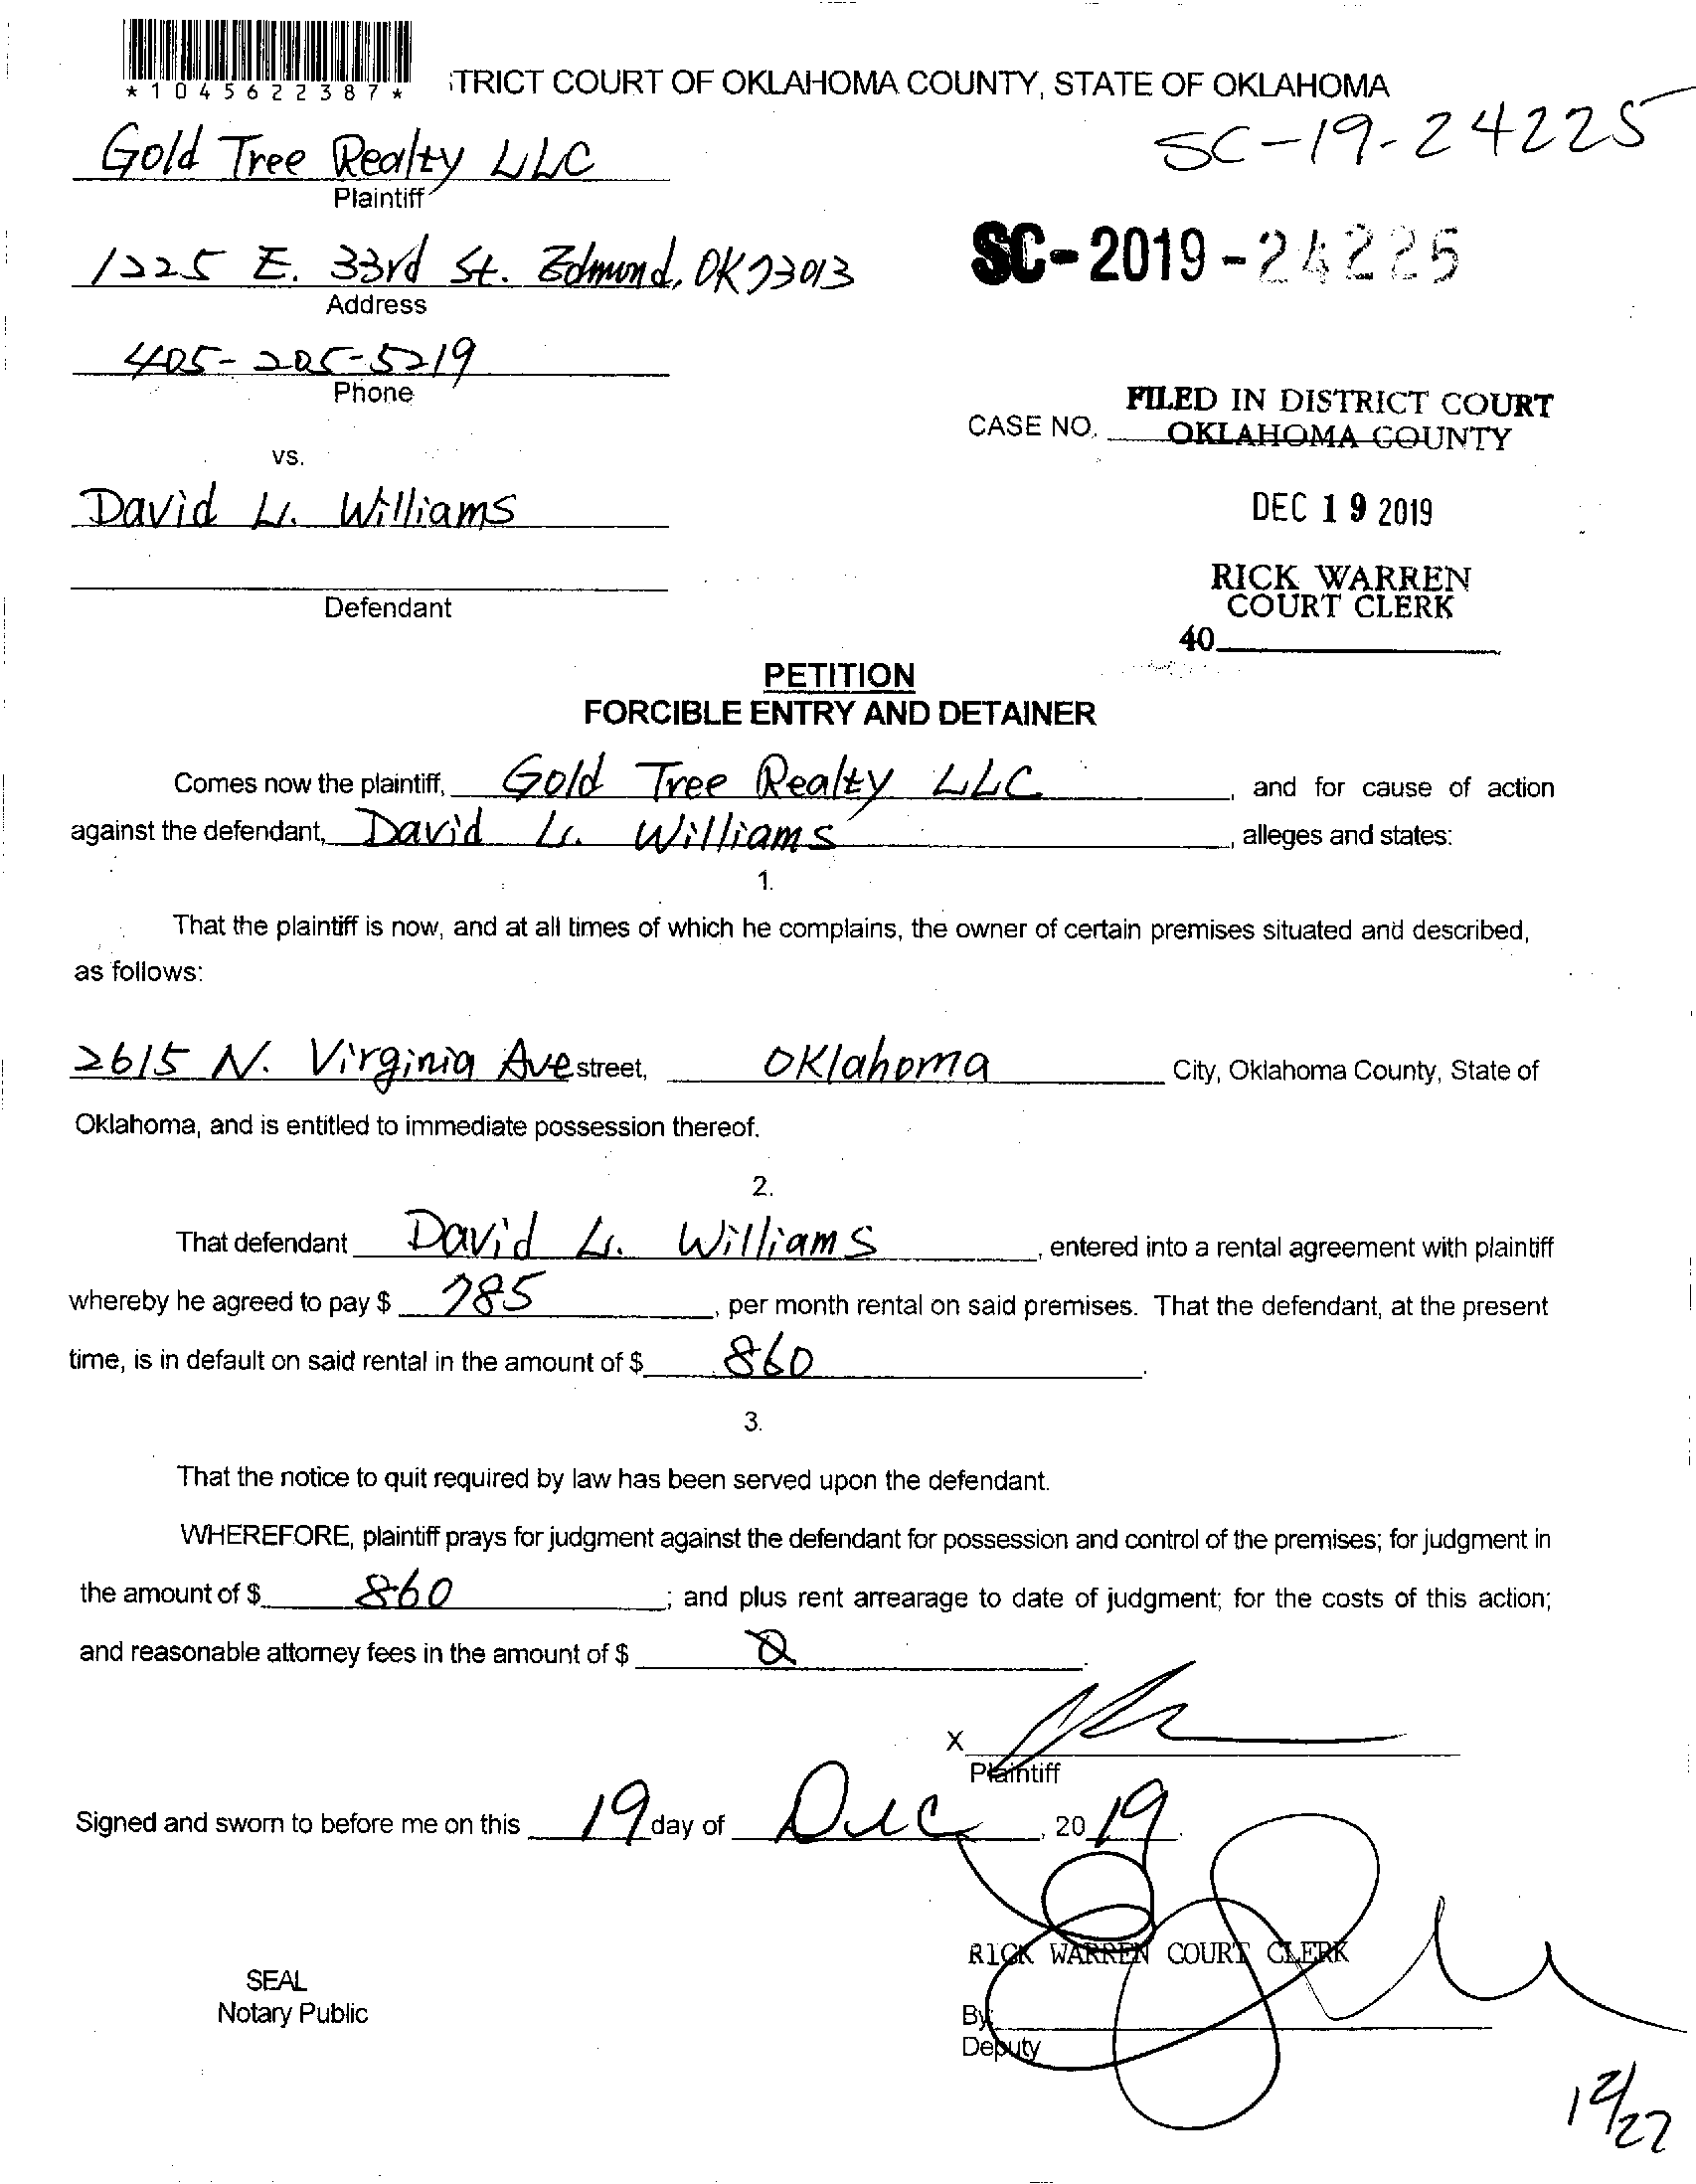 *1045622387*
TRICT COURT OF OKLAHOMA COUNTY, STATE OF OKLAHOMA
SC-19-24225
Gold Tree Realty LLC
Plaintiff
1225 E. 33rd St. Edmond, OK 73013
SC-2019-24225
Address
405-205-5219
Phone
FILED IN DISTRICT COURT
CASE NO. OKLAHOMA COUNTY
vs.
David L. Williams
DEC 19 2019
RICK WARREN
Defendant
COURT CLERK
40
PETITION
FORCIBLE ENTRY AND DETAINER
Comes now the plaintiff, Gold Tree Realty LLC, and for cause of action
against the defendant, David L. Williams, alleges and states:
1.
That the plaintiff is now, and at all times of which he complains, the owner of certain premises situated and described,
as follows:
2615 N. Virginia Ave street, Oklahoma City, Oklahoma County, State of
Oklahoma, and is entitled to immediate possession thereof.
2.
That defendant David L. Williams, entered into a rental agreement with plaintiff
whereby he agreed to pay $ 785, per month rental on said premises. That the defendant, at the present
time, is in default on said rental in the amount of $ 860.
3.
That the notice to quit required by law has been served upon the defendant.
WHEREFORE, plaintiff prays for judgment against the defendant for possession and control of the premises; for judgment in
the amount of $ 860; and plus rent arrearage to date of judgment; for the costs of this action;
and reasonable attorney fees in the amount of $ 0.
X
Plaintiff
Signed and sworn to before me on this 19 day of Dec, 2019.
RICK WARREN COURT CLERK
SEAL
Notary Public
By:
Deputy
12/27